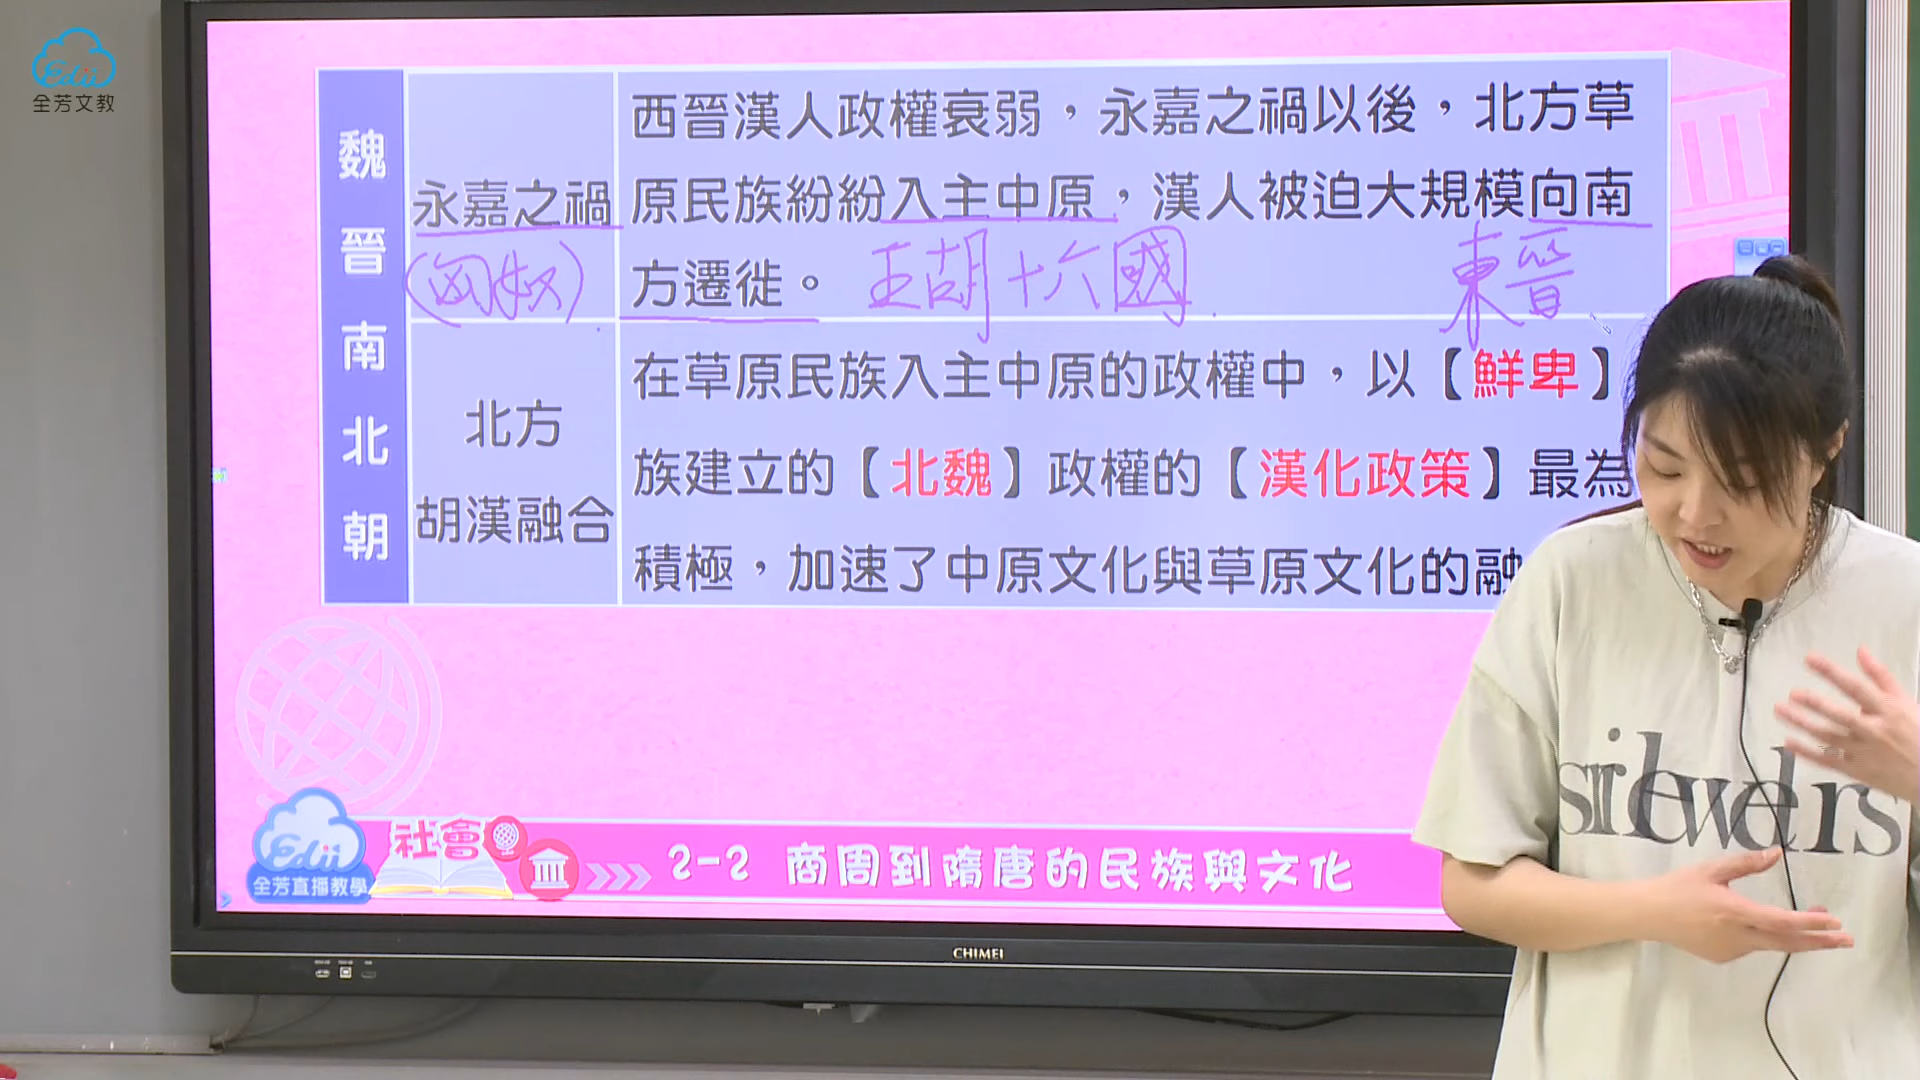 Edii
全芳文教
魏晉南北朝
永嘉之禍
(匈奴)
西晉漢人政權衰弱，永嘉之禍以後，北方草
原民族紛紛入主中原，漢人被迫大規模向南
方遷徙。 五胡十六國 東晉
北方
胡漢融合
在草原民族入主中原的政權中，以【鮮卑】
族建立的【北魏】政權的【漢化政策】最為
積極，加速了中原文化與草原文化的融
Edii
全芳直播教學
社會
2-2 商周到隋唐的民族與文化
CHIMEI